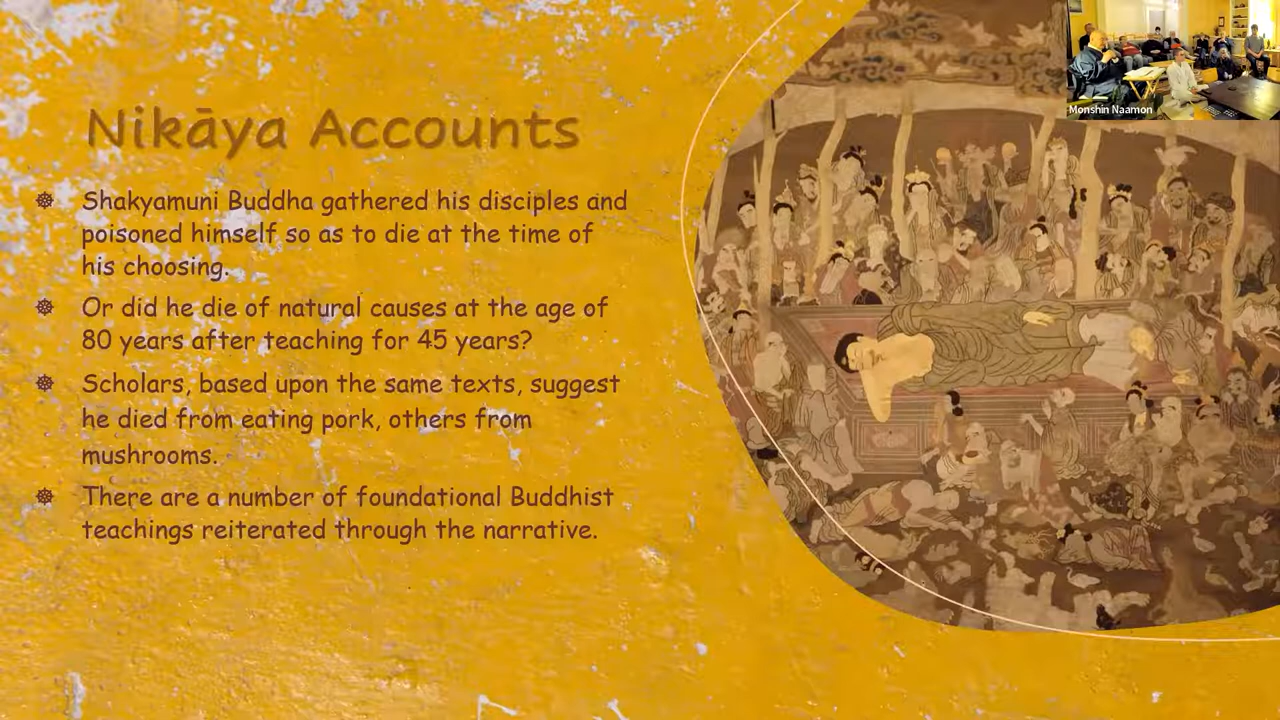 Monshin Naamon
Nikāya Accounts
Shakyamuni Buddha gathered his disciples and
poisoned himself so as to die at the time of
his choosing.
Or did he die of natural causes at the age of
80 years after teaching for 45 years?
Scholars, based upon the same texts, suggest
he died from eating pork, others from
mushrooms.
There are a number of foundational Buddhist
teachings reiterated through the narrative.